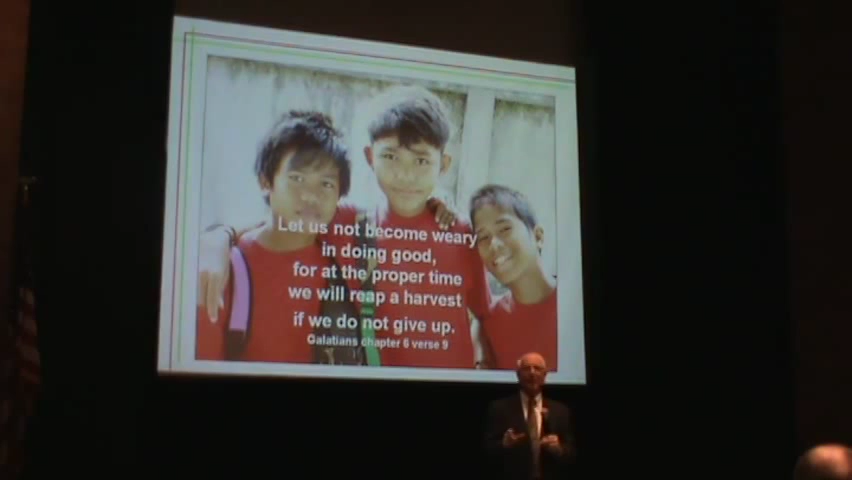 Let us not become weary
in doing good,
for at the proper time
we will reap a harvest
if we do not give up.
Galatians chapter 6 verse 9